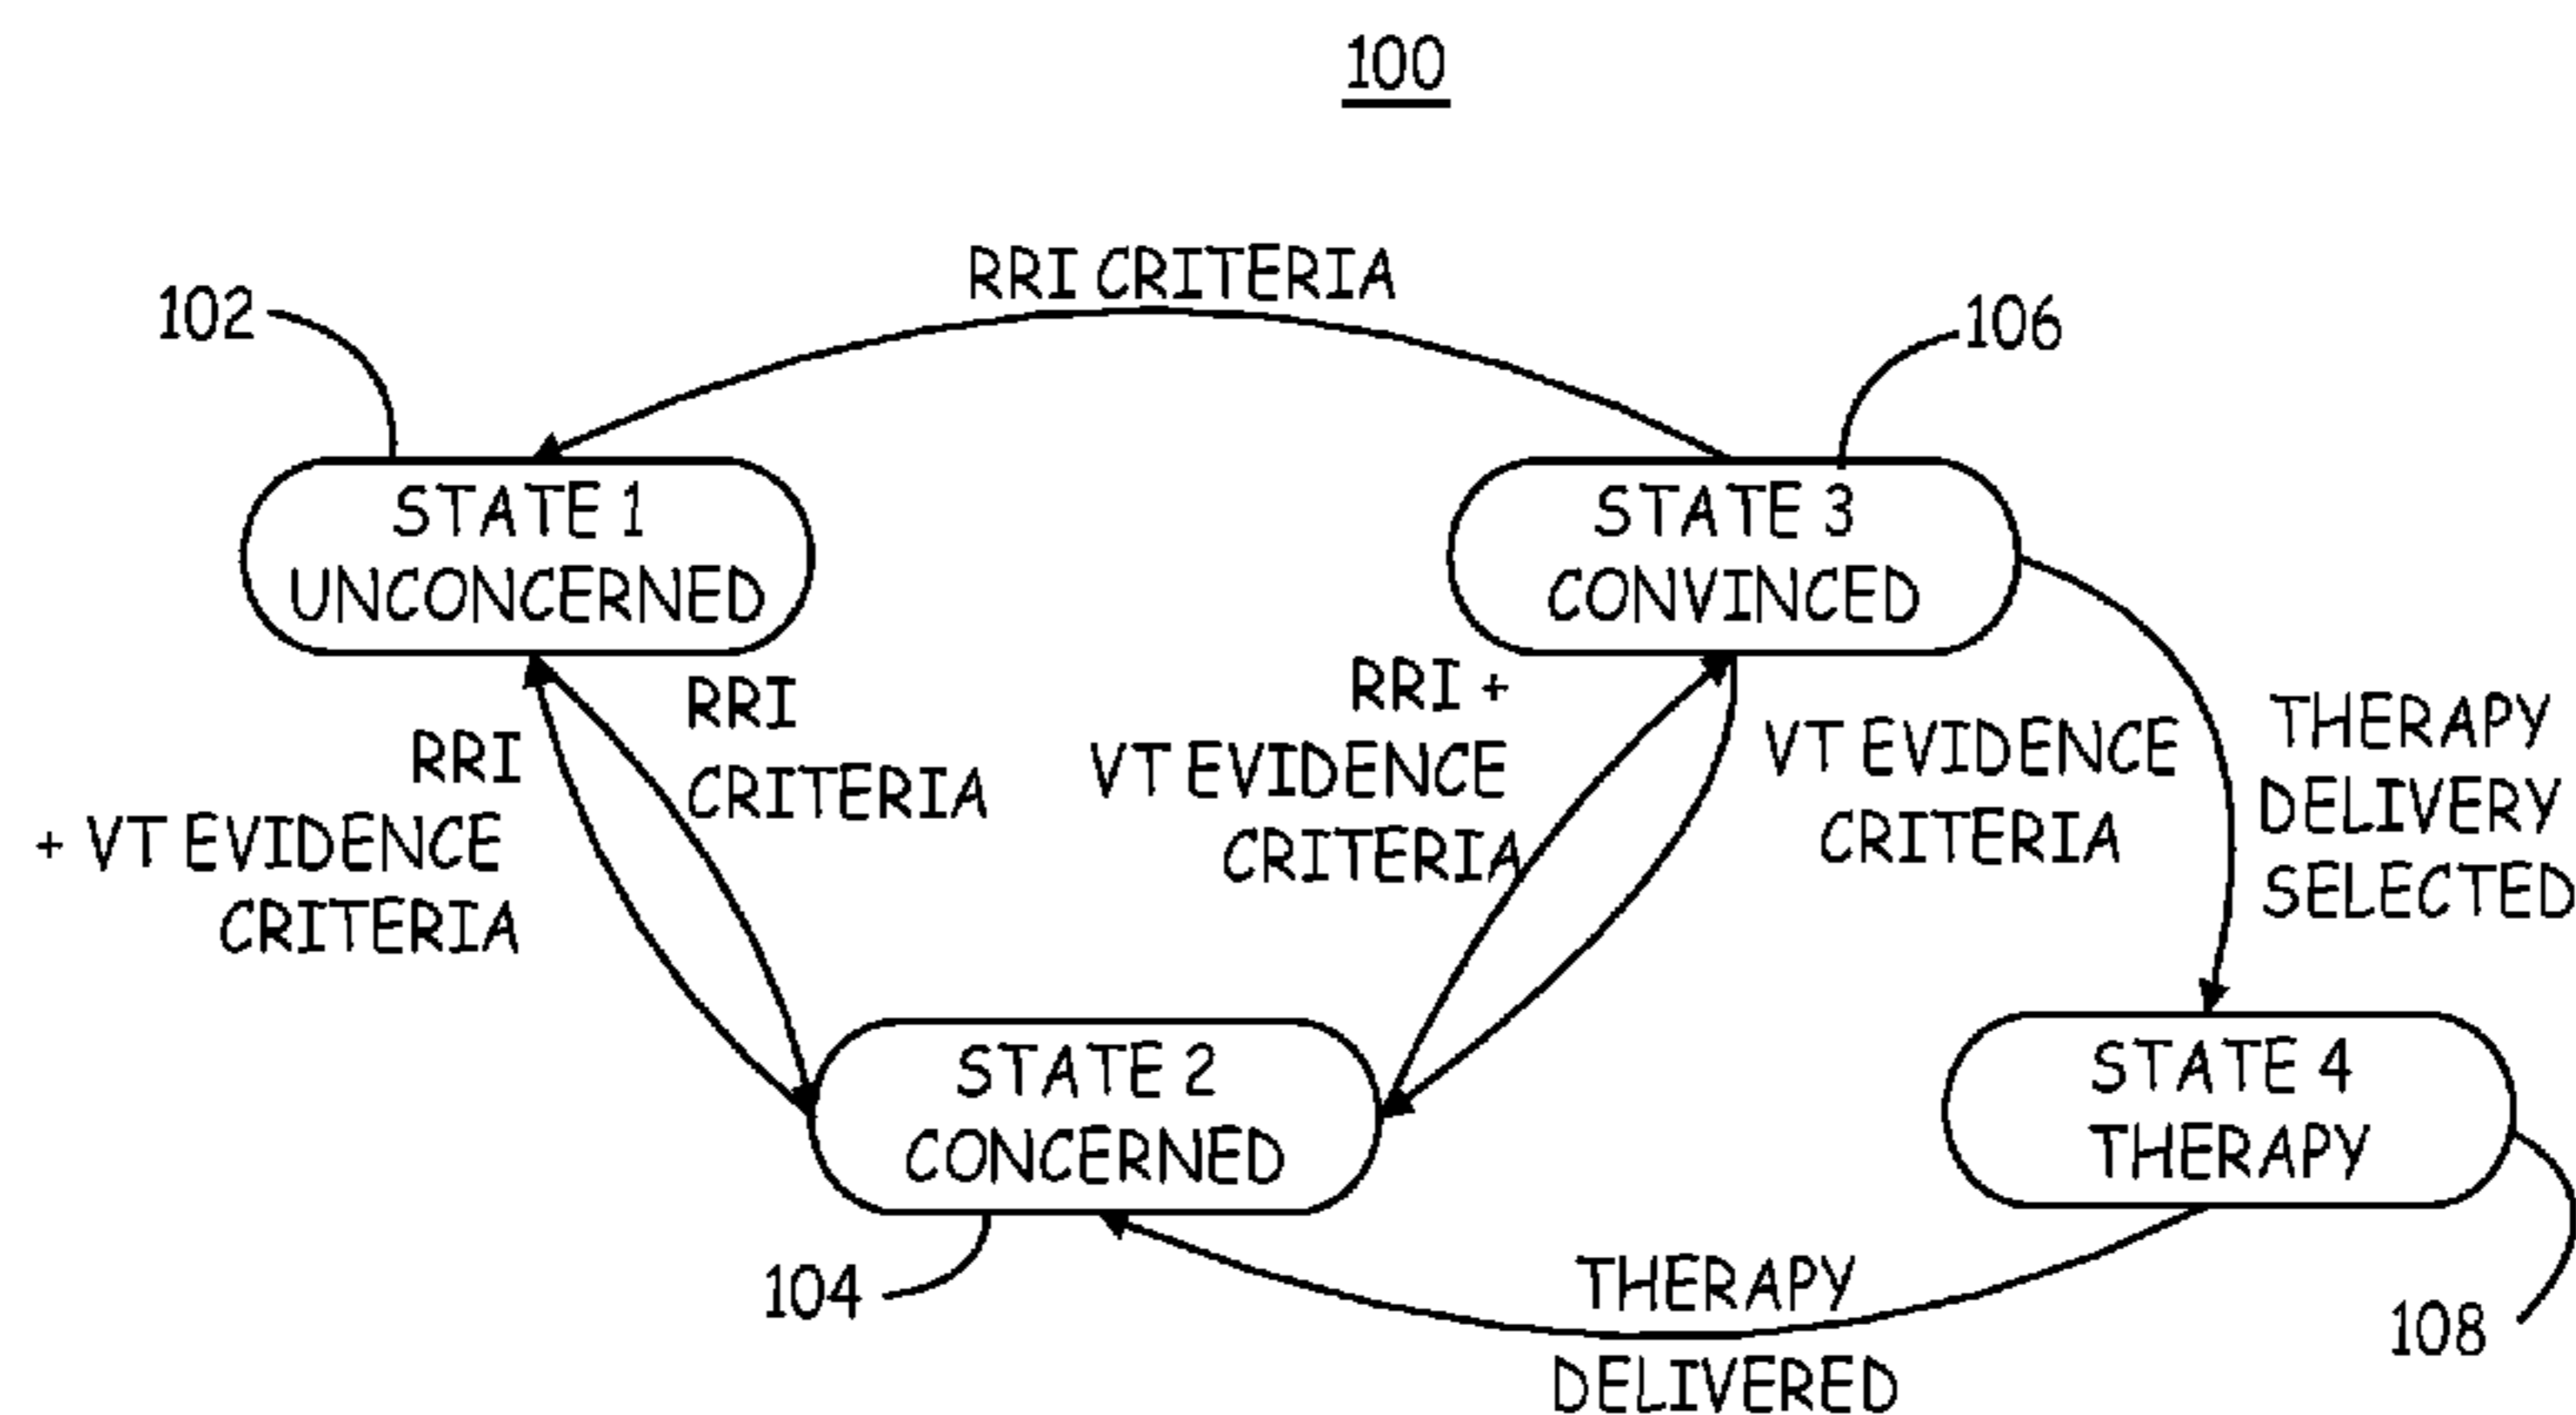 100
RRI CRITERIA
102
106
STATE 1
UNCONCERNED
STATE 3
CONVINCED
RRI
+ VT EVIDENCE
CRITERIA
RRI
CRITERIA
RRI +
VT EVIDENCE
CRITERIA
VT EVIDENCE
CRITERIA
THERAPY
DELIVERY
SELECTED
STATE 2
CONCERNED
STATE 4
THERAPY
104
THERAPY
DELIVERED
108